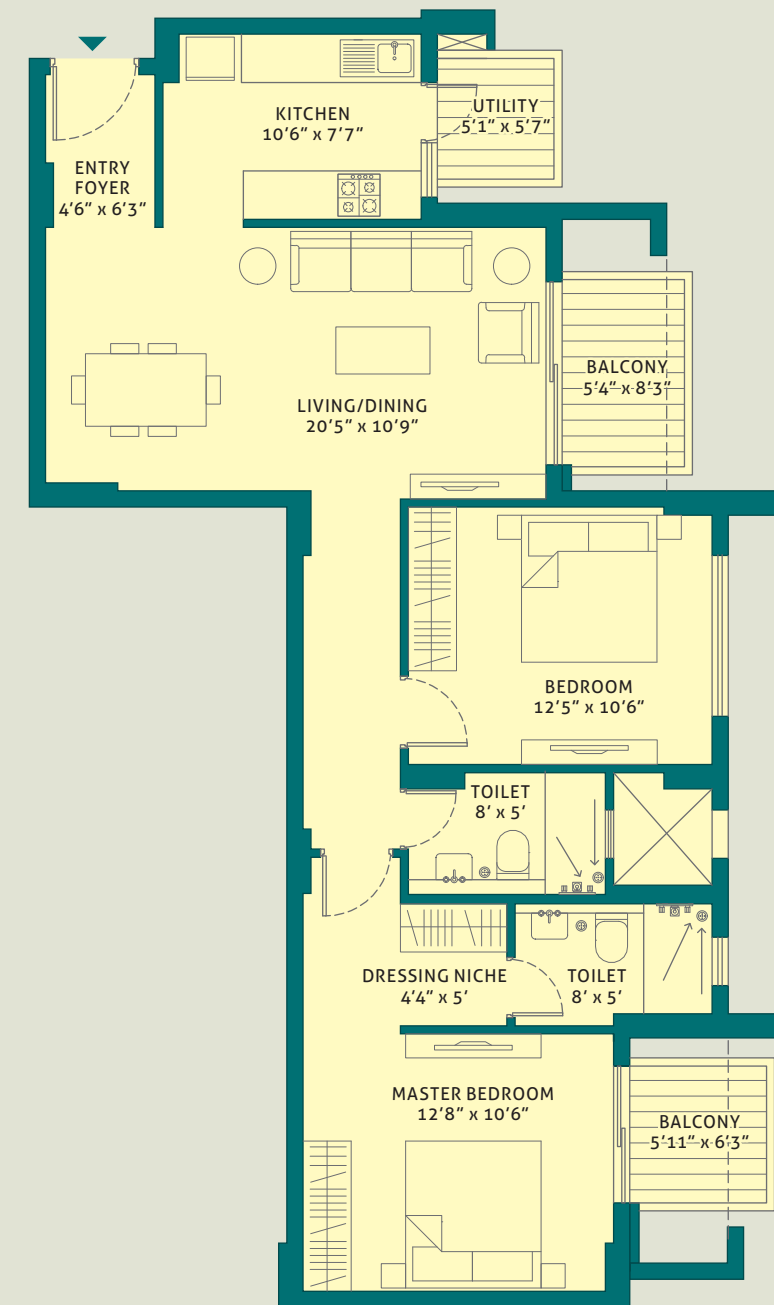 KITCHEN
10'6" x 7'7"
UTILITY
5'1" x 5'7"
ENTRY
FOYER
4'6" x 6'3"
BALCONY
5'4" x 8'3"
LIVING/DINING
20'5" x 10'9"
BEDROOM
12'5" x 10'6"
TOILET
8' x 5'
DRESSING NICHE
4'4" x 5'
TOILET
8' x 5'
MASTER BEDROOM
12'8" x 10'6"
BALCONY
5'11" x 6'3"